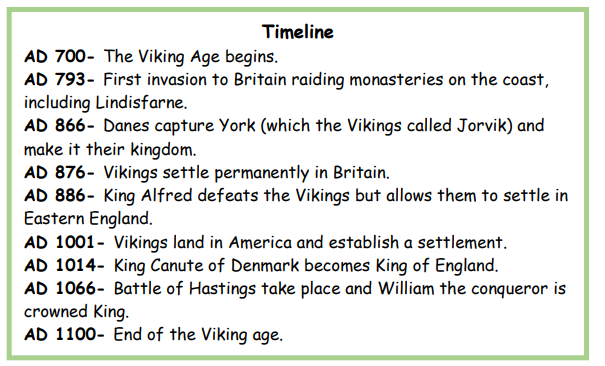 Timeline
AD 700- The Viking Age begins.
AD 793- First invasion to Britain raiding monasteries on the coast,
including Lindisfarne.
AD 866- Danes capture York (which the Vikings called Jorvik) and
make it their kingdom.
AD 876- Vikings settle permanently in Britain.
AD 886- King Alfred defeats the Vikings but allows them to settle in
Eastern England.
AD 1001- Vikings land in America and establish a settlement.
AD 1014- King Canute of Denmark becomes King of England.
AD 1066- Battle of Hastings take place and William the conqueror is
crowned King.
AD 1100- End of the Viking age.